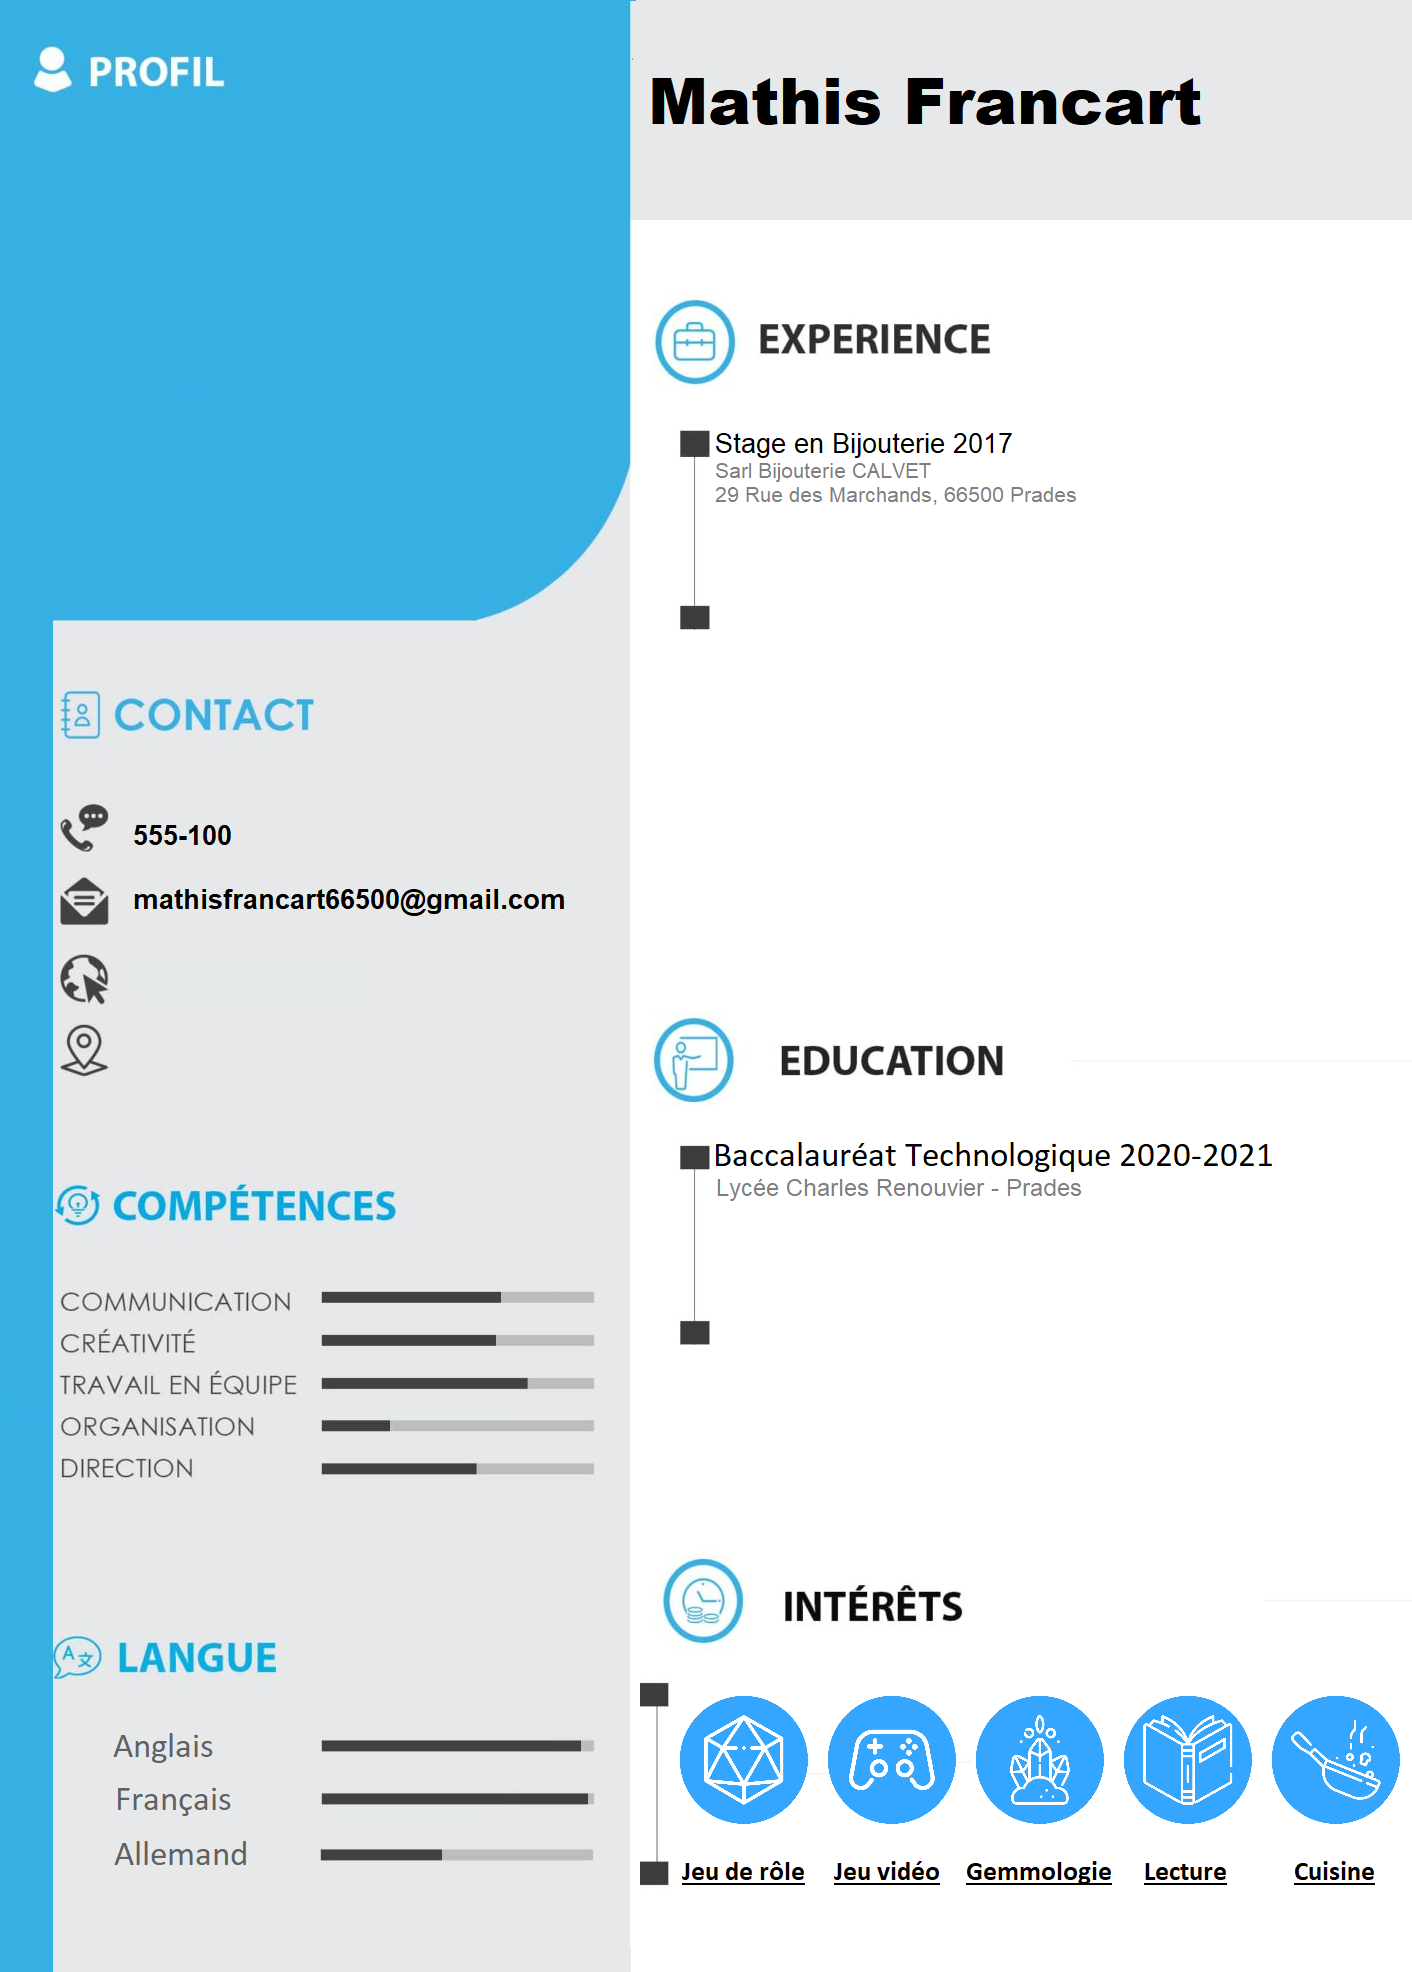 PROFIL
Mathis Francart
EXPERIENCE
Stage en Bijouterie 2017
Sarl Bijouterie CALVET
29 Rue des Marchands, 66500 Prades
CONTACT
555-100
mathisfrancart66500@gmail.com
EDUCATION
Baccalauréat Technologique 2020-2021
Lycée Charles Renouvier - Prades
COMPÉTENCES
COMMUNICATION
CRÉATIVITÉ
TRAVAIL EN ÉQUIPE
ORGANISATION
DIRECTION
INTÉRÊTS
Jeu de rôle
Jeu vidéo
Gemmologie
Lecture
Cuisine
LANGUE
Anglais
Français
Allemand